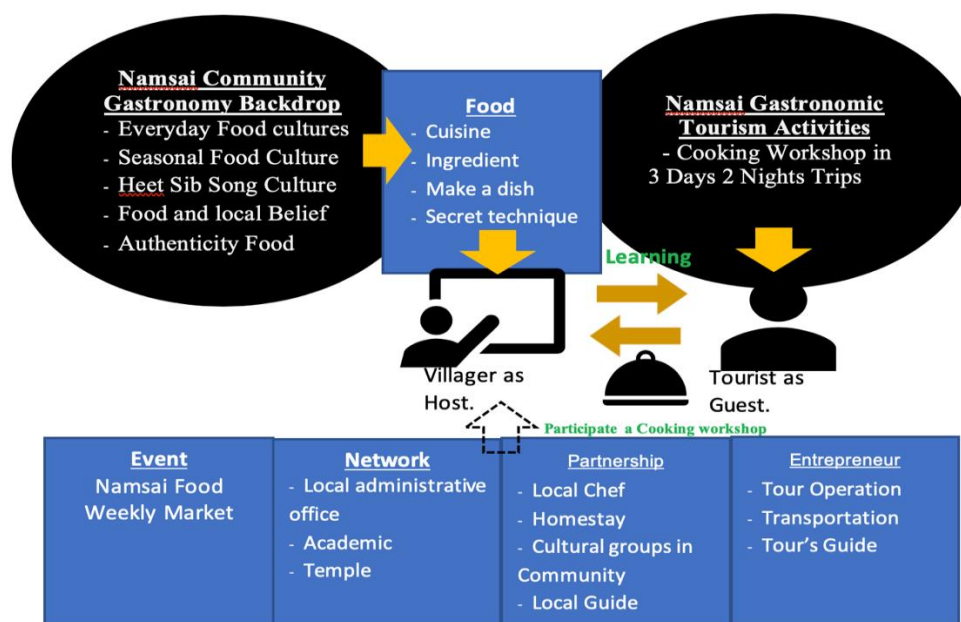 Namsai Community
Gastronomy Backdrop
- Everyday Food cultures
- Seasonal Food Culture
- Heet Sib Song Culture
- Food and local Belief
- Authenticity Food
Food
- Cuisine
- Ingredient
- Make a dish
- Secret technique
Namsai Gastronomic
Tourism Activities
- Cooking Workshop in
3 Days 2 Nights Trips
Learning
Villager as
Host.
Tourist as
Guest.
Participate a Cooking workshop
Event
Namsai Food
Weekly Market
Network
- Local administrative
office
- Academic
- Temple
Partnership
- Local Chef
- Homestay
- Cultural groups in
Community
- Local Guide
Entrepreneur
- Tour Operation
- Transportation
- Tour's Guide